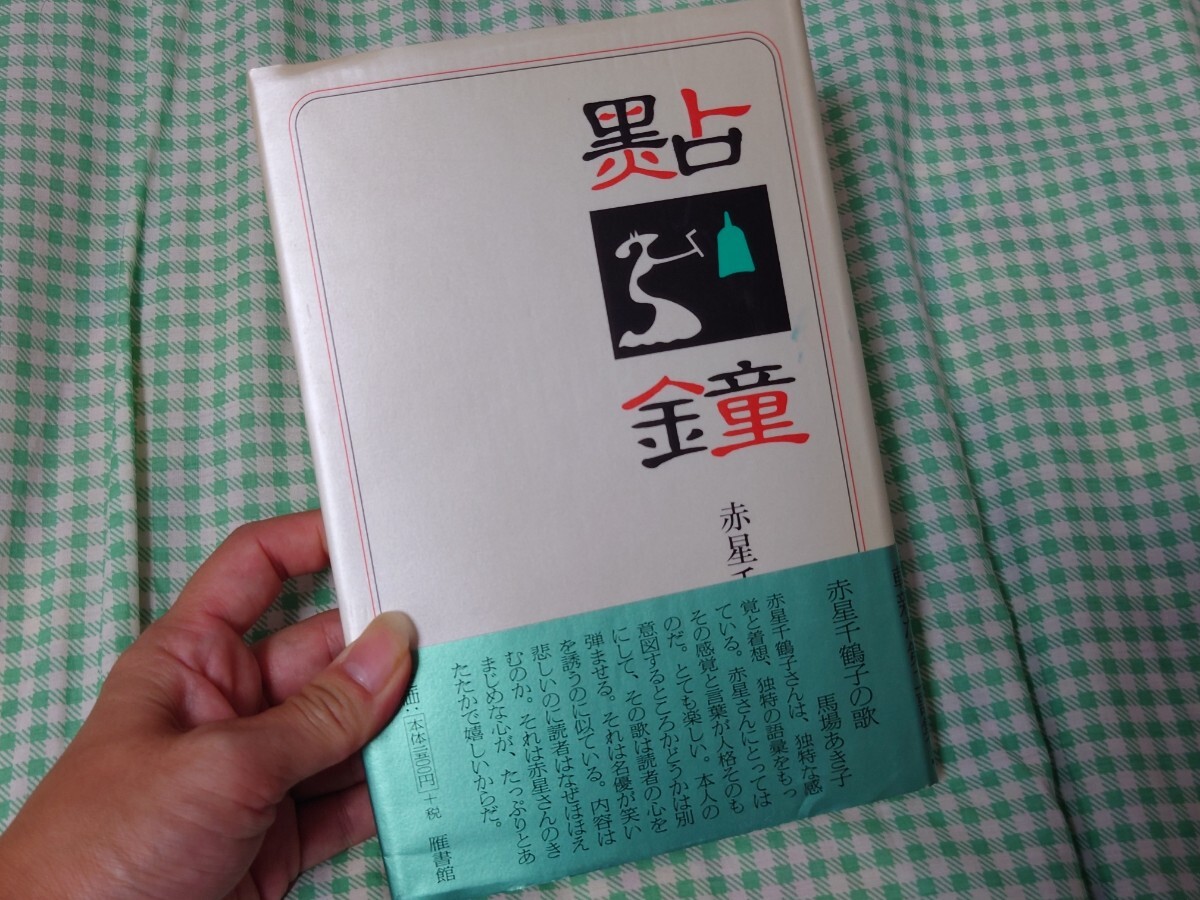 點
鐘
赤星千
赤星千鶴子の歌
馬場あき子
赤星千鶴子さんは、独特な感
覚と着想、独特の語彙をもっ
ている。赤星さんにとっては
その感覚と言葉が人格そのも
のだ。とても楽しい。本人の
意図するところかどうかは別
にして、その歌は読者の心を
弾ませる。それは名優が笑い
を誘うのに似ている。内容は
悲しいのに読者はなぜほほえ
むのか。それは赤星さんのき
まじめな心が、たっぷりとあ
たたかで嬉しいからだ。
雁書館